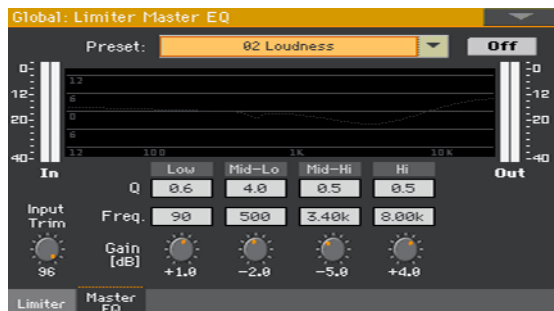 Global: Limiter Master EQ
Preset: 02 Loudness Off
0 0
12 12 -12
6
20 0 -20
6
40 12 100 1K 10K -40
In Out
Low Mid-Lo Mid-Hi Hi
Q 0.6 4.0 0.5 0.5
Input
Trim
Freq. 90 500 3.40k 8.00k
Gain
[dB]
96 +1.0 -2.0 -5.0 +4.0
Limiter Master
EQ